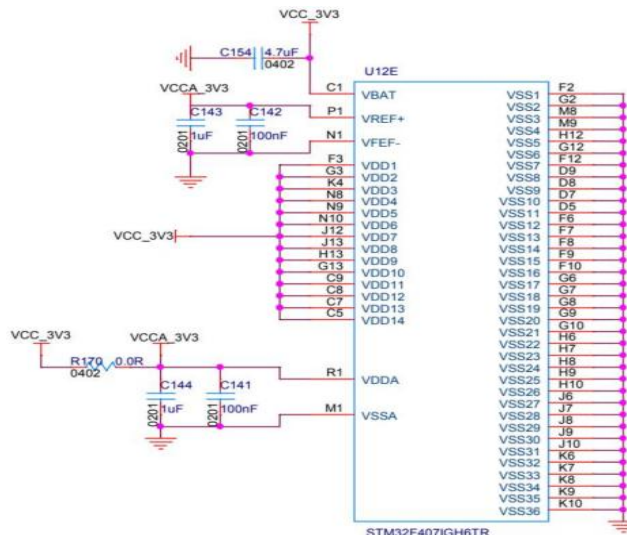 VCC_3V3
C154 4.7uF
0402
U12E
VCCA_3V3
C143
1uF
0201
C142
100nF
0201
C1 VBAT
P1 VREF+
N1 VFEF-
F3 VDD1
G3 VDD2
K4 VDD3
N8 VDD4
N9 VDD5
N10 VDD6
J12 VDD7
J13 VDD8
H13 VDD9
G13 VDD10
C9 VDD11
C8 VDD12
C7 VDD13
C5 VDD14
VCC_3V3
VCC_3V3
R170 0.0R
0402
VCCA_3V3
C144
1uF
0201
C141
100nF
0201
R1 VDDA
M1 VSSA
VSS1 F2
VSS2 G2
VSS3 M8
VSS4 M9
VSS5 H12
VSS6 G12
VSS7 F12
VSS8 D9
VSS9 D8
VSS10 D7
VSS11 D5
VSS12 F6
VSS13 F7
VSS14 F8
VSS15 F9
VSS16 F10
VSS17 G6
VSS18 G7
VSS19 G8
VSS20 G9
VSS21 G10
VSS22 H6
VSS23 H7
VSS24 H8
VSS25 H9
VSS26 H10
VSS27 J6
VSS28 J7
VSS29 J8
VSS30 J9
VSS31 J10
VSS32 K6
VSS33 K7
VSS34 K8
VSS35 K9
VSS36 K10
STM32F407IGH6TR